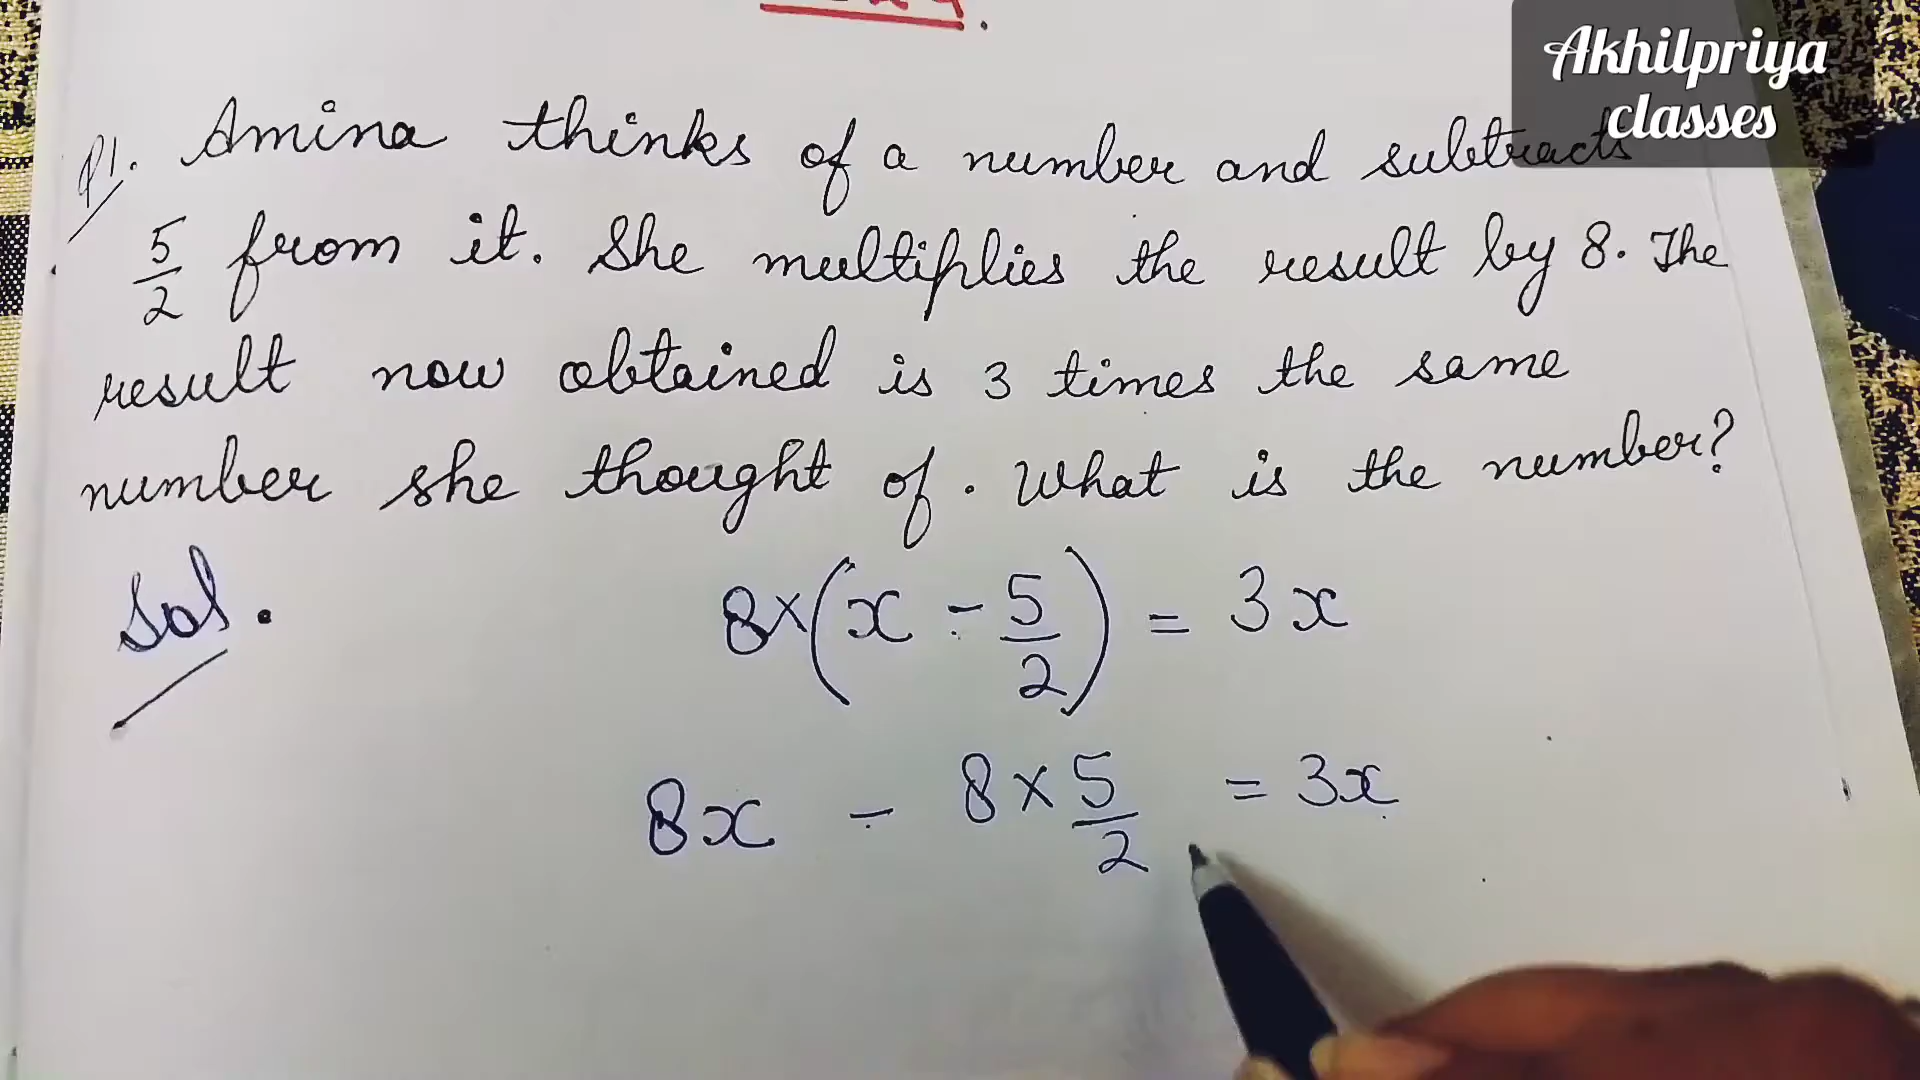 Akhilpriya
classes
Q1. Amina thinks of a number and subtracts
5/2 from it. She multiplies the result by 8. The
result now obtained is 3 times the same
number she thought of. What is the number?
Sol.
8×(x - 5/2) = 3x
8x - 8 × 5/2 = 3x